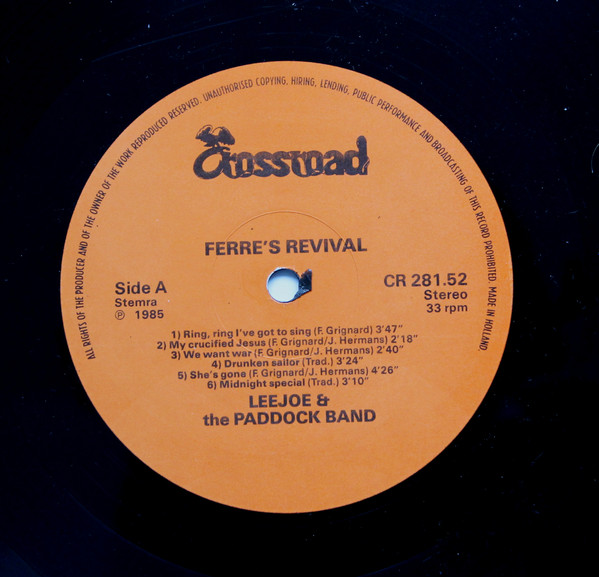 ALL RIGHTS OF THE PRODUCER AND OF THE OWNER OF THE WORK REPRODUCED RESERVED. UNAUTHORISED COPYING, HIRING, LENDING, PUBLIC PERFORMANCE AND BROADCASTING OF THIS RECORD PROHIBITED MADE IN HOLLAND
Crossroad
FERRE'S REVIVAL
Side A
Stemra
℗ 1985
CR 281.52
Stereo
33 rpm
1) Ring, ring I've got to sing (F. Grignard) 3'47"
2) My crucified Jesus (F. Grignard/J. Hermans) 2'18"
3) We want war (F. Grignard/J. Hermans) 2'40"
4) Drunken sailor (Trad.) 3'24"
5) She's gone (F. Grignard/J. Hermans) 4'26"
6) Midnight special (Trad.) 3'10"
LEEJOE &
the PADDOCK BAND